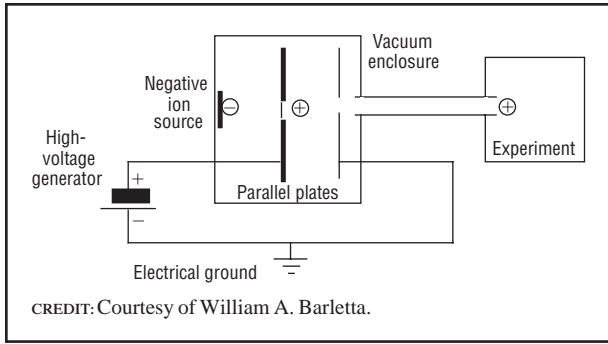 Vacuum
enclosure
Negative
ion
source
−
+
+
High-
voltage
generator
+
−
Parallel plates
Experiment
Electrical ground
CREDIT: Courtesy of William A. Barletta.